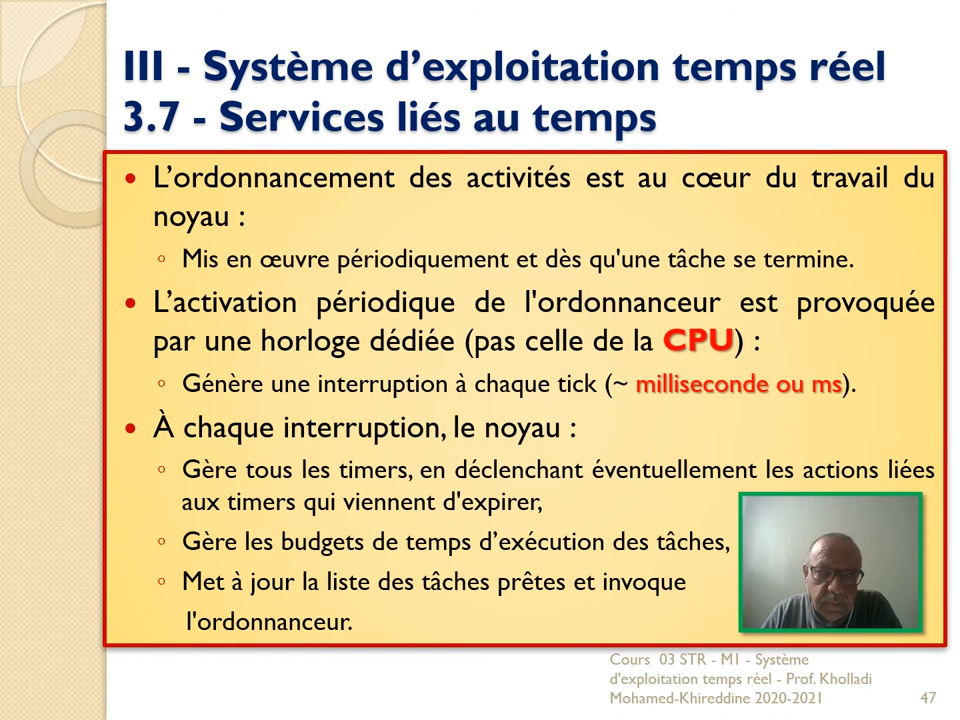 III - Système d’exploitation temps réel
3.7 - Services liés au temps
• L’ordonnancement des activités est au cœur du travail du
noyau :
◦ Mis en œuvre périodiquement et dès qu'une tâche se termine.
• L’activation périodique de l'ordonnanceur est provoquée
par une horloge dédiée (pas celle de la CPU) :
◦ Génère une interruption à chaque tick (~ milliseconde ou ms).
• À chaque interruption, le noyau :
◦ Gère tous les timers, en déclenchant éventuellement les actions liées
aux timers qui viennent d'expirer,
◦ Gère les budgets de temps d’exécution des tâches,
◦ Met à jour la liste des tâches prêtes et invoque
l'ordonnanceur.
Cours 03 STR - M1 - Système
d'exploitation temps réel - Prof. Kholladi
Mohamed-Khireddine 2020-2021
47